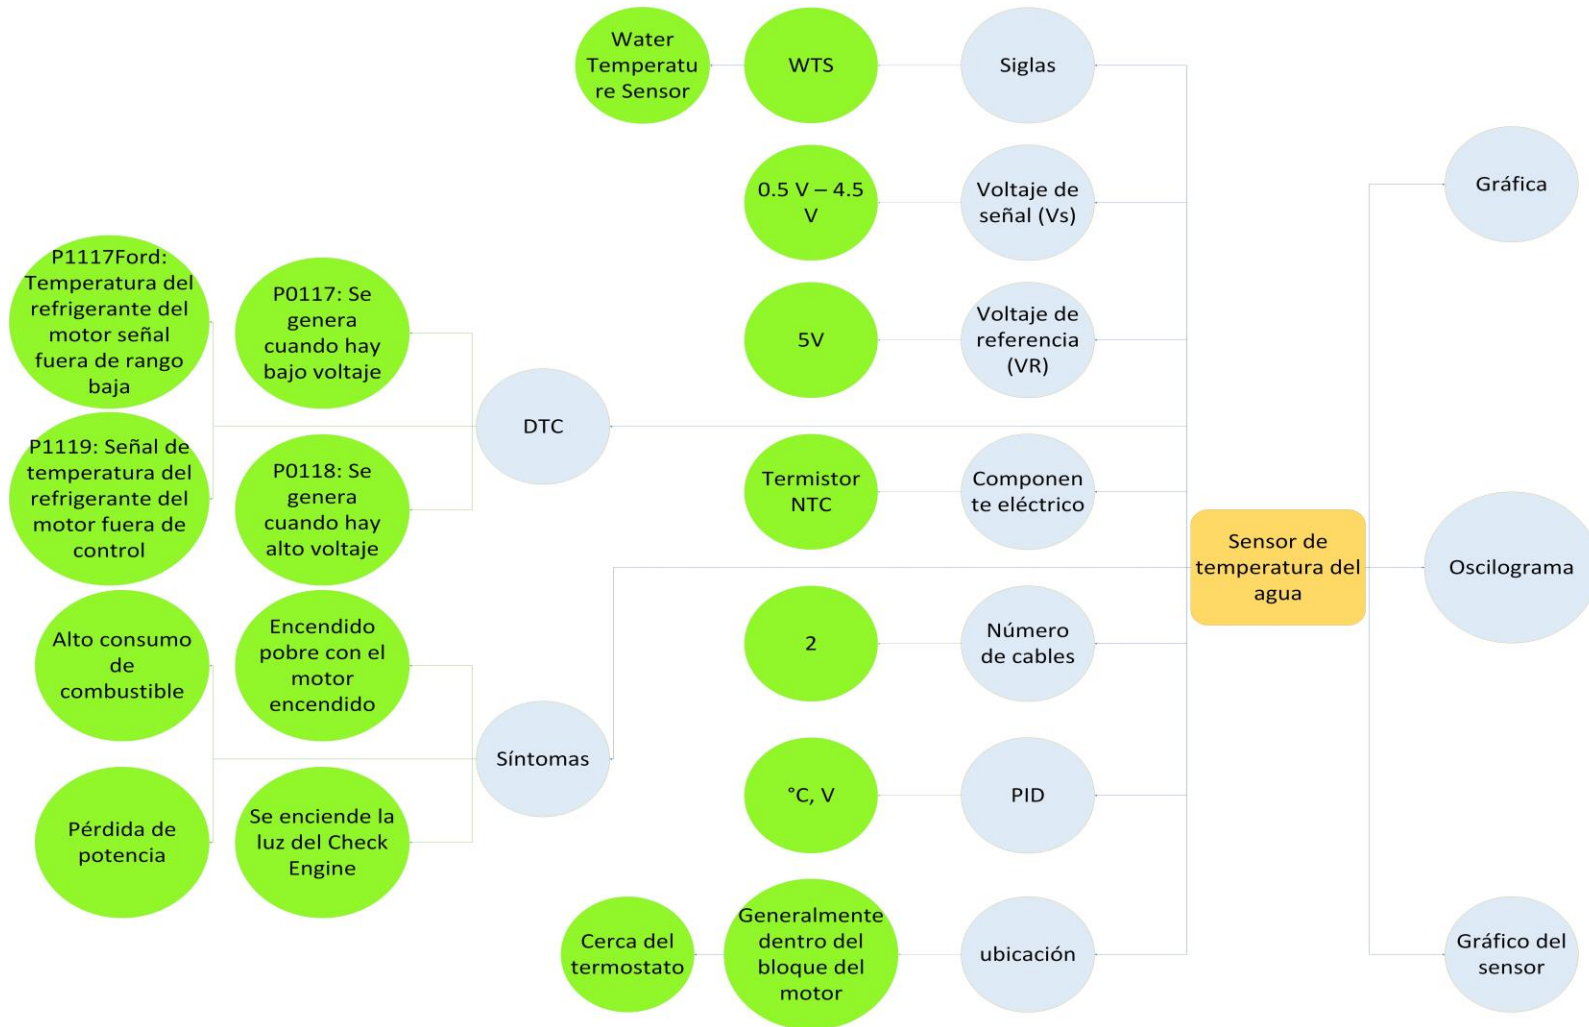 Water
Temperatu
re Sensor
WTS
Siglas
0.5 V – 4.5
V
Voltaje de
señal (Vs)
Gráfica
P1117Ford:
Temperatura del
refrigerante del
motor señal
fuera de rango
baja
P0117: Se
genera
cuando hay
bajo voltaje
5V
Voltaje de
referencia
(VR)
DTC
P1119: Señal de
temperatura del
refrigerante del
motor fuera de
control
P0118: Se
genera
cuando hay
alto voltaje
Termistor
NTC
Componen
te eléctrico
Sensor de
temperatura del
agua
Oscilograma
Alto consumo
de
combustible
Encendido
pobre con el
motor
encendido
2
Número
de cables
Síntomas
Pérdida de
potencia
Se enciende la
luz del Check
Engine
°C, V
PID
Cerca del
termostato
Generalmente
dentro del
bloque del
motor
ubicación
Gráfico del
sensor